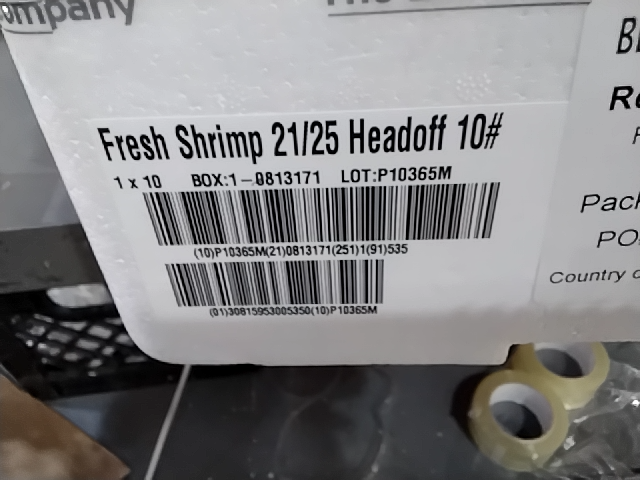 ompany
Fresh Shrimp 21/25 Headoff 10#
1 x 10 BOX:1-0813171 LOT:P10365M
(10)P10365M(21)0813171(251)1(91)535
(01)30815953005350(10)P10365M
Pack
PO
Country